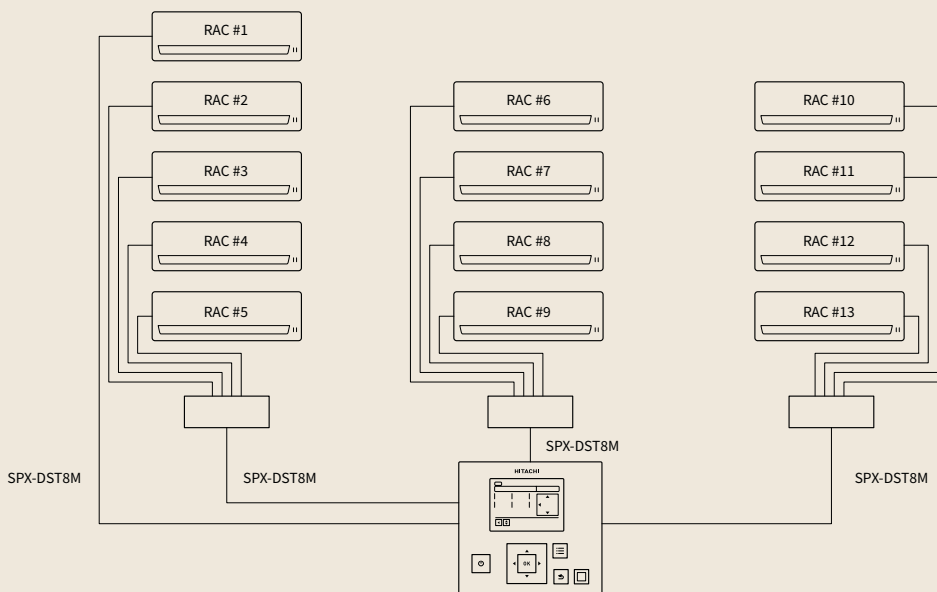 RAC #1
RAC #2
RAC #3
RAC #4
RAC #5
RAC #6
RAC #7
RAC #8
RAC #9
RAC #10
RAC #11
RAC #12
RAC #13
SPX-DST8M
SPX-DST8M
SPX-DST8M
SPX-DST8M
HITACHI
OK